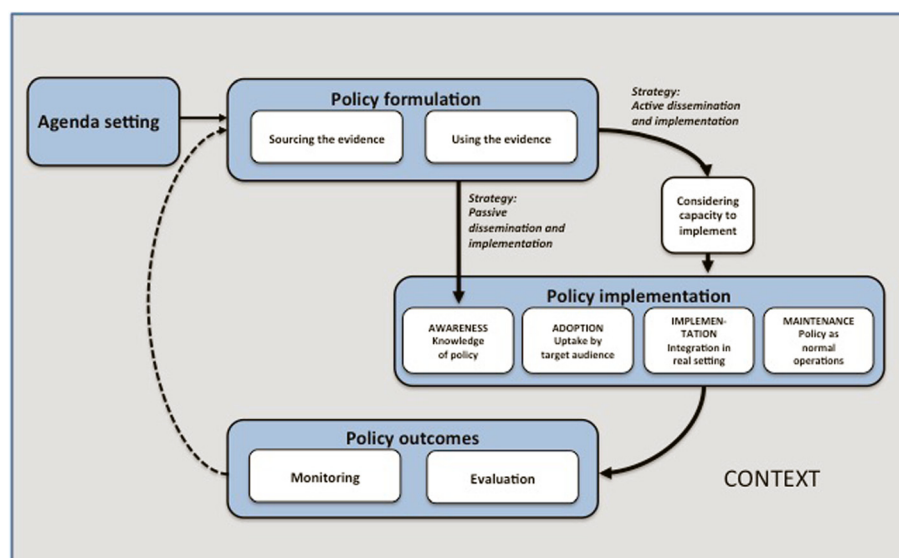 Agenda setting
Policy formulation
Sourcing the evidence
Using the evidence
Strategy:
Active dissemination
and implementation
Strategy:
Passive
dissemination and
implementation
Considering
capacity to
implement
Policy implementation
AWARENESS
Knowledge
of policy
ADOPTION
Uptake by
target audience
IMPLEMEN-
TATION
Integration in
real setting
MAINTENANCE
Policy as
normal
operations
Policy outcomes
Monitoring
Evaluation
CONTEXT